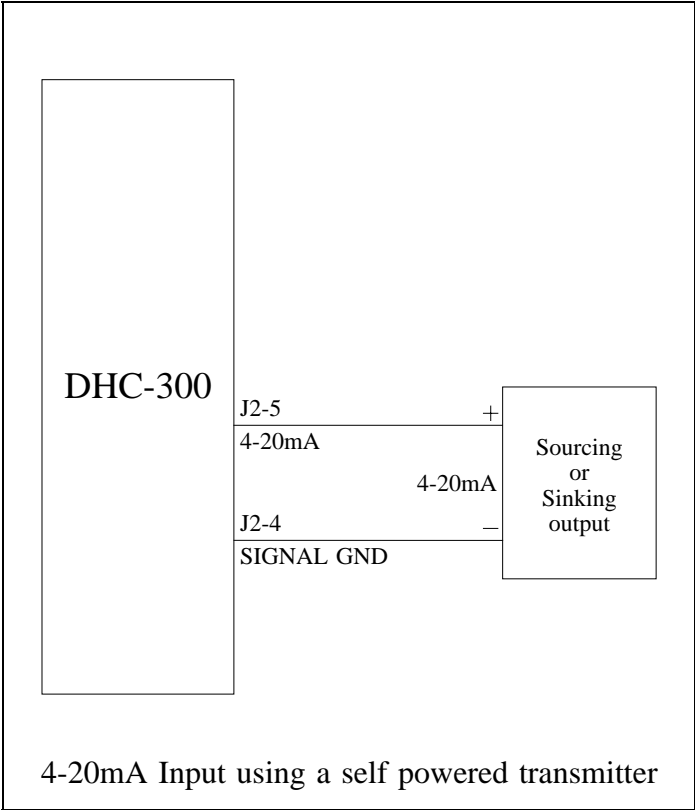 DHC-300
J2-5
+
4-20mA
4-20mA
J2-4
−
SIGNAL GND
Sourcing
or
Sinking
output
4-20mA Input using a self powered transmitter